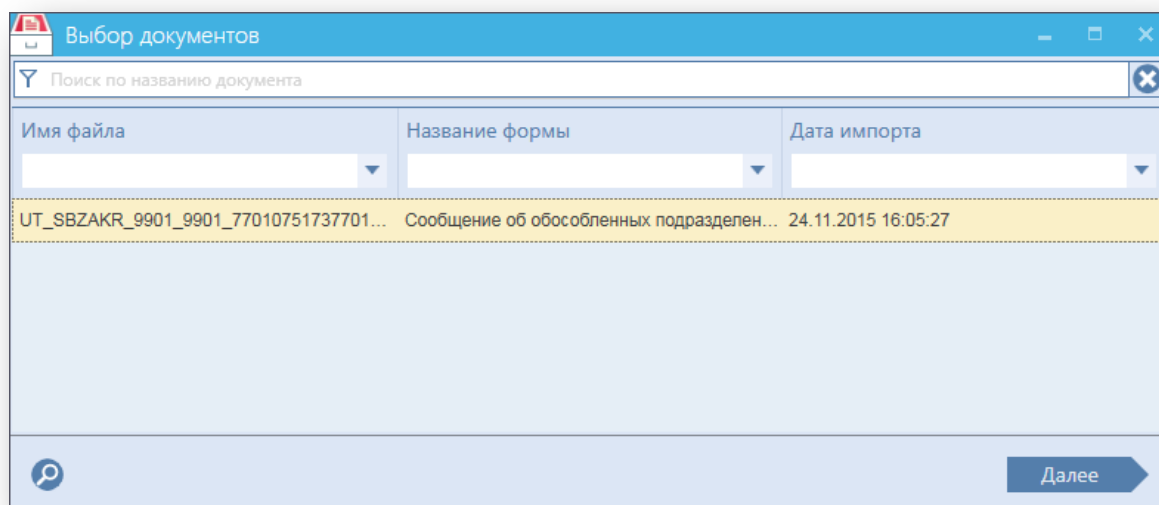 Выбор документов
Поиск по названию документа
Имя файла Название формы Дата импорта
UT_SBZAKR_9901_9901_77010751737701... Сообщение об обособленных подразделен... 24.11.2015 16:05:27
Далее